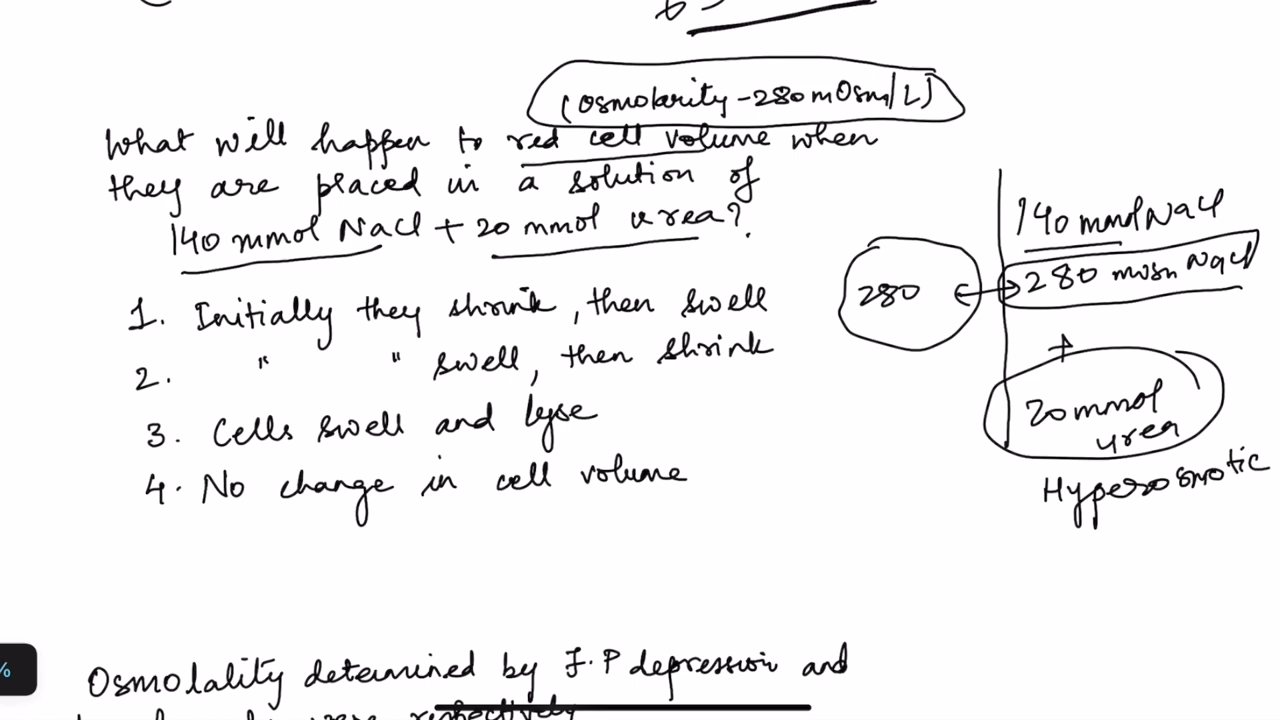 (Osmolarity - 280 mOsm/L)
What will happen to red cell volume when
they are placed in a solution of
140 mmol NaCl + 20 mmol urea?
1. Initially they shrink, then swell
2. " " swell, then shrink
3. Cells swell and lyse
4. No change in cell volume
140 mmol NaCl
280
280 mosm NaCl
+
20 mmol
urea
Hyperosmotic
%
Osmolality determined by F.P depression and
were respectively